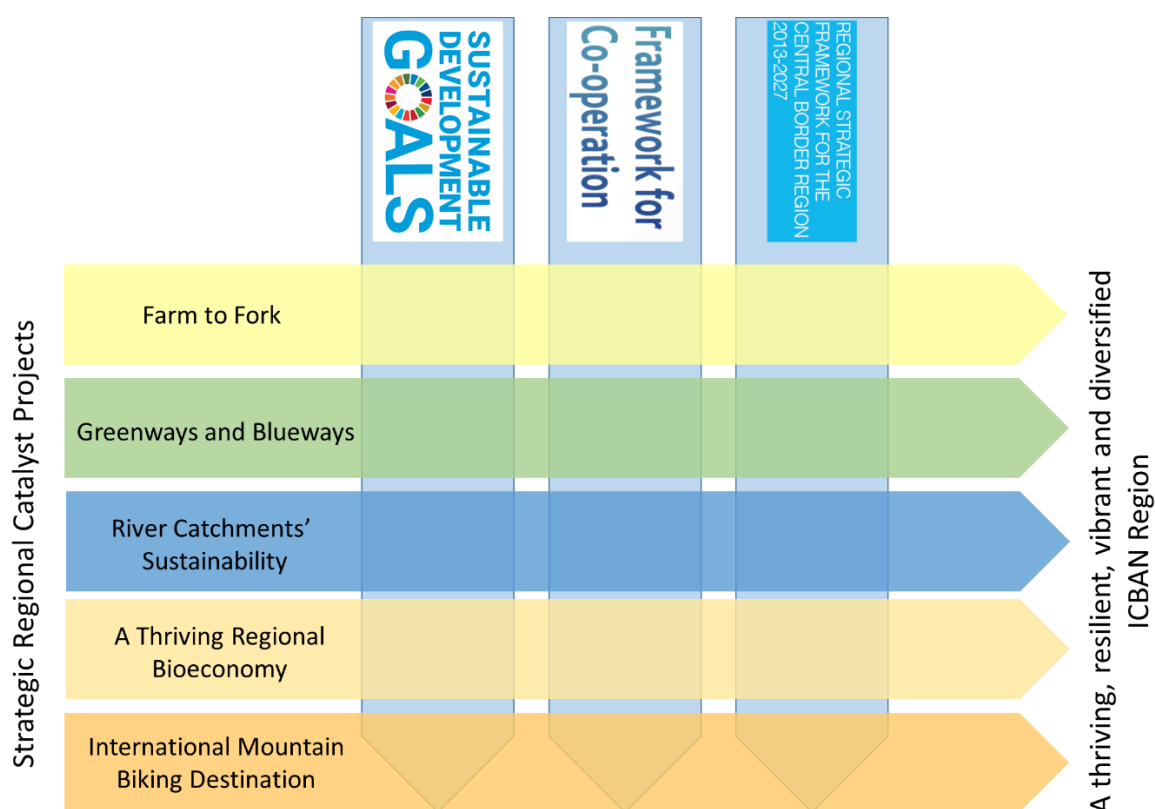 SUSTAINABLE
DEVELOPMENT
GOALS
Framework for
Co-operation
REGIONAL STRATEGIC
FRAMEWORK FOR THE
CENTRAL BORDER REGION
2013-2027
Strategic Regional Catalyst Projects
Farm to Fork
Greenways and Blueways
River Catchments'
Sustainability
A Thriving Regional
Bioeconomy
International Mountain
Biking Destination
A thriving, resilient, vibrant and diversified
ICBAN Region